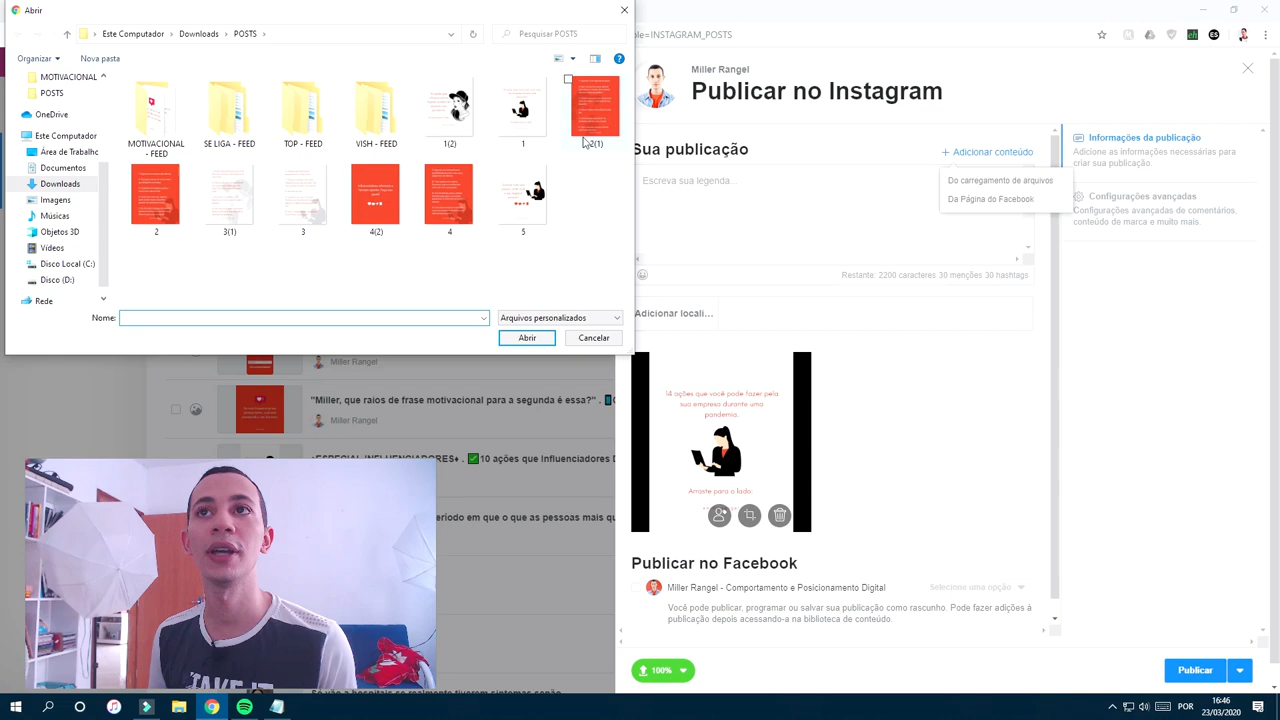 Abrir
Este Computador
Downloads
POSTS
Pesquisar POSTS
ole=INSTAGRAM_POSTS
Organizar
Nova pasta
MOTIVACIONAL
POSTS
OneDrive
Este Computador
Área de Trabalho
Documentos
Downloads
Imagens
Músicas
Objetos 3D
Vídeos
Disco Local (C:)
Disco (D:)
Rede
MOTIVACIONAL - FEED
SE LIGA - FEED
TOP - FEED
VISH - FEED
1(2)
1
2(1)
2
3(1)
3
4(2)
4
5
Nome:
Arquivos personalizados
Abrir
Cancelar
Miller Rangel
Publicar no Instagram
Sua publicação
+ Adicionar conteúdo
Do carregamento de arquivos
Da Página do Facebook
Escreva sua legenda...
Restante: 2200 caracteres 30 menções 30 hashtags
Adicionar locali...
Informações da publicação
Adicione as Informações necessárias para
criar sua publicação.
Configurações avançadas
Configurações avançadas de comentários,
conteúdo de marca e muito mais.
14 ações que você pode fazer pela
sua empresa durante uma
pandemia.
Arraste para o lado.
Publicar no Facebook
Miller Rangel - Comportamento e Posicionamento Digital
Selecione uma opção
Você pode publicar, programar ou salvar sua publicação como rascunho. Pode fazer adições à
publicação depois acessando-a na biblioteca de conteúdo.
100%
Publicar
Miller Rangel
"Miller, que raios de frase motivacional para a segunda é essa?" .
Miller Rangel
ESPECIAL INFLUENCIADORES♦ . ✅10 ações que Influenciadores D
eríodo em que o que as pessoas mais qu
MAKE IT
POR
16:46
23/03/2020